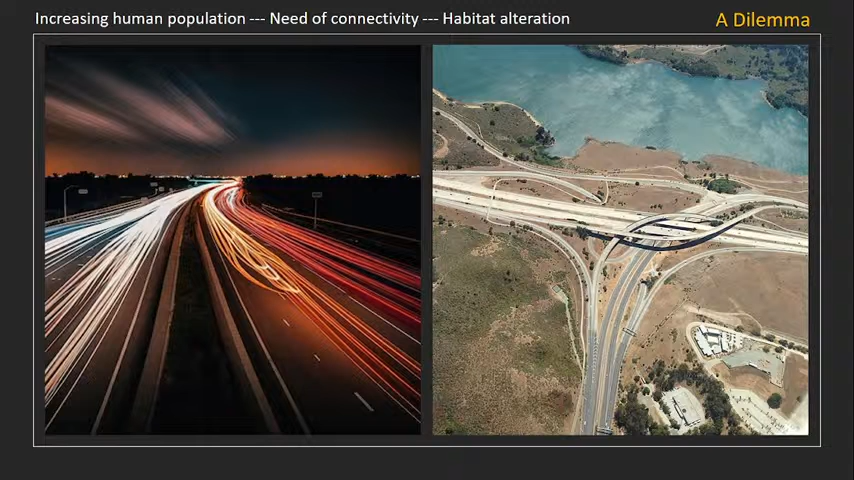 Increasing human population --- Need of connectivity --- Habitat alteration
A Dilemma